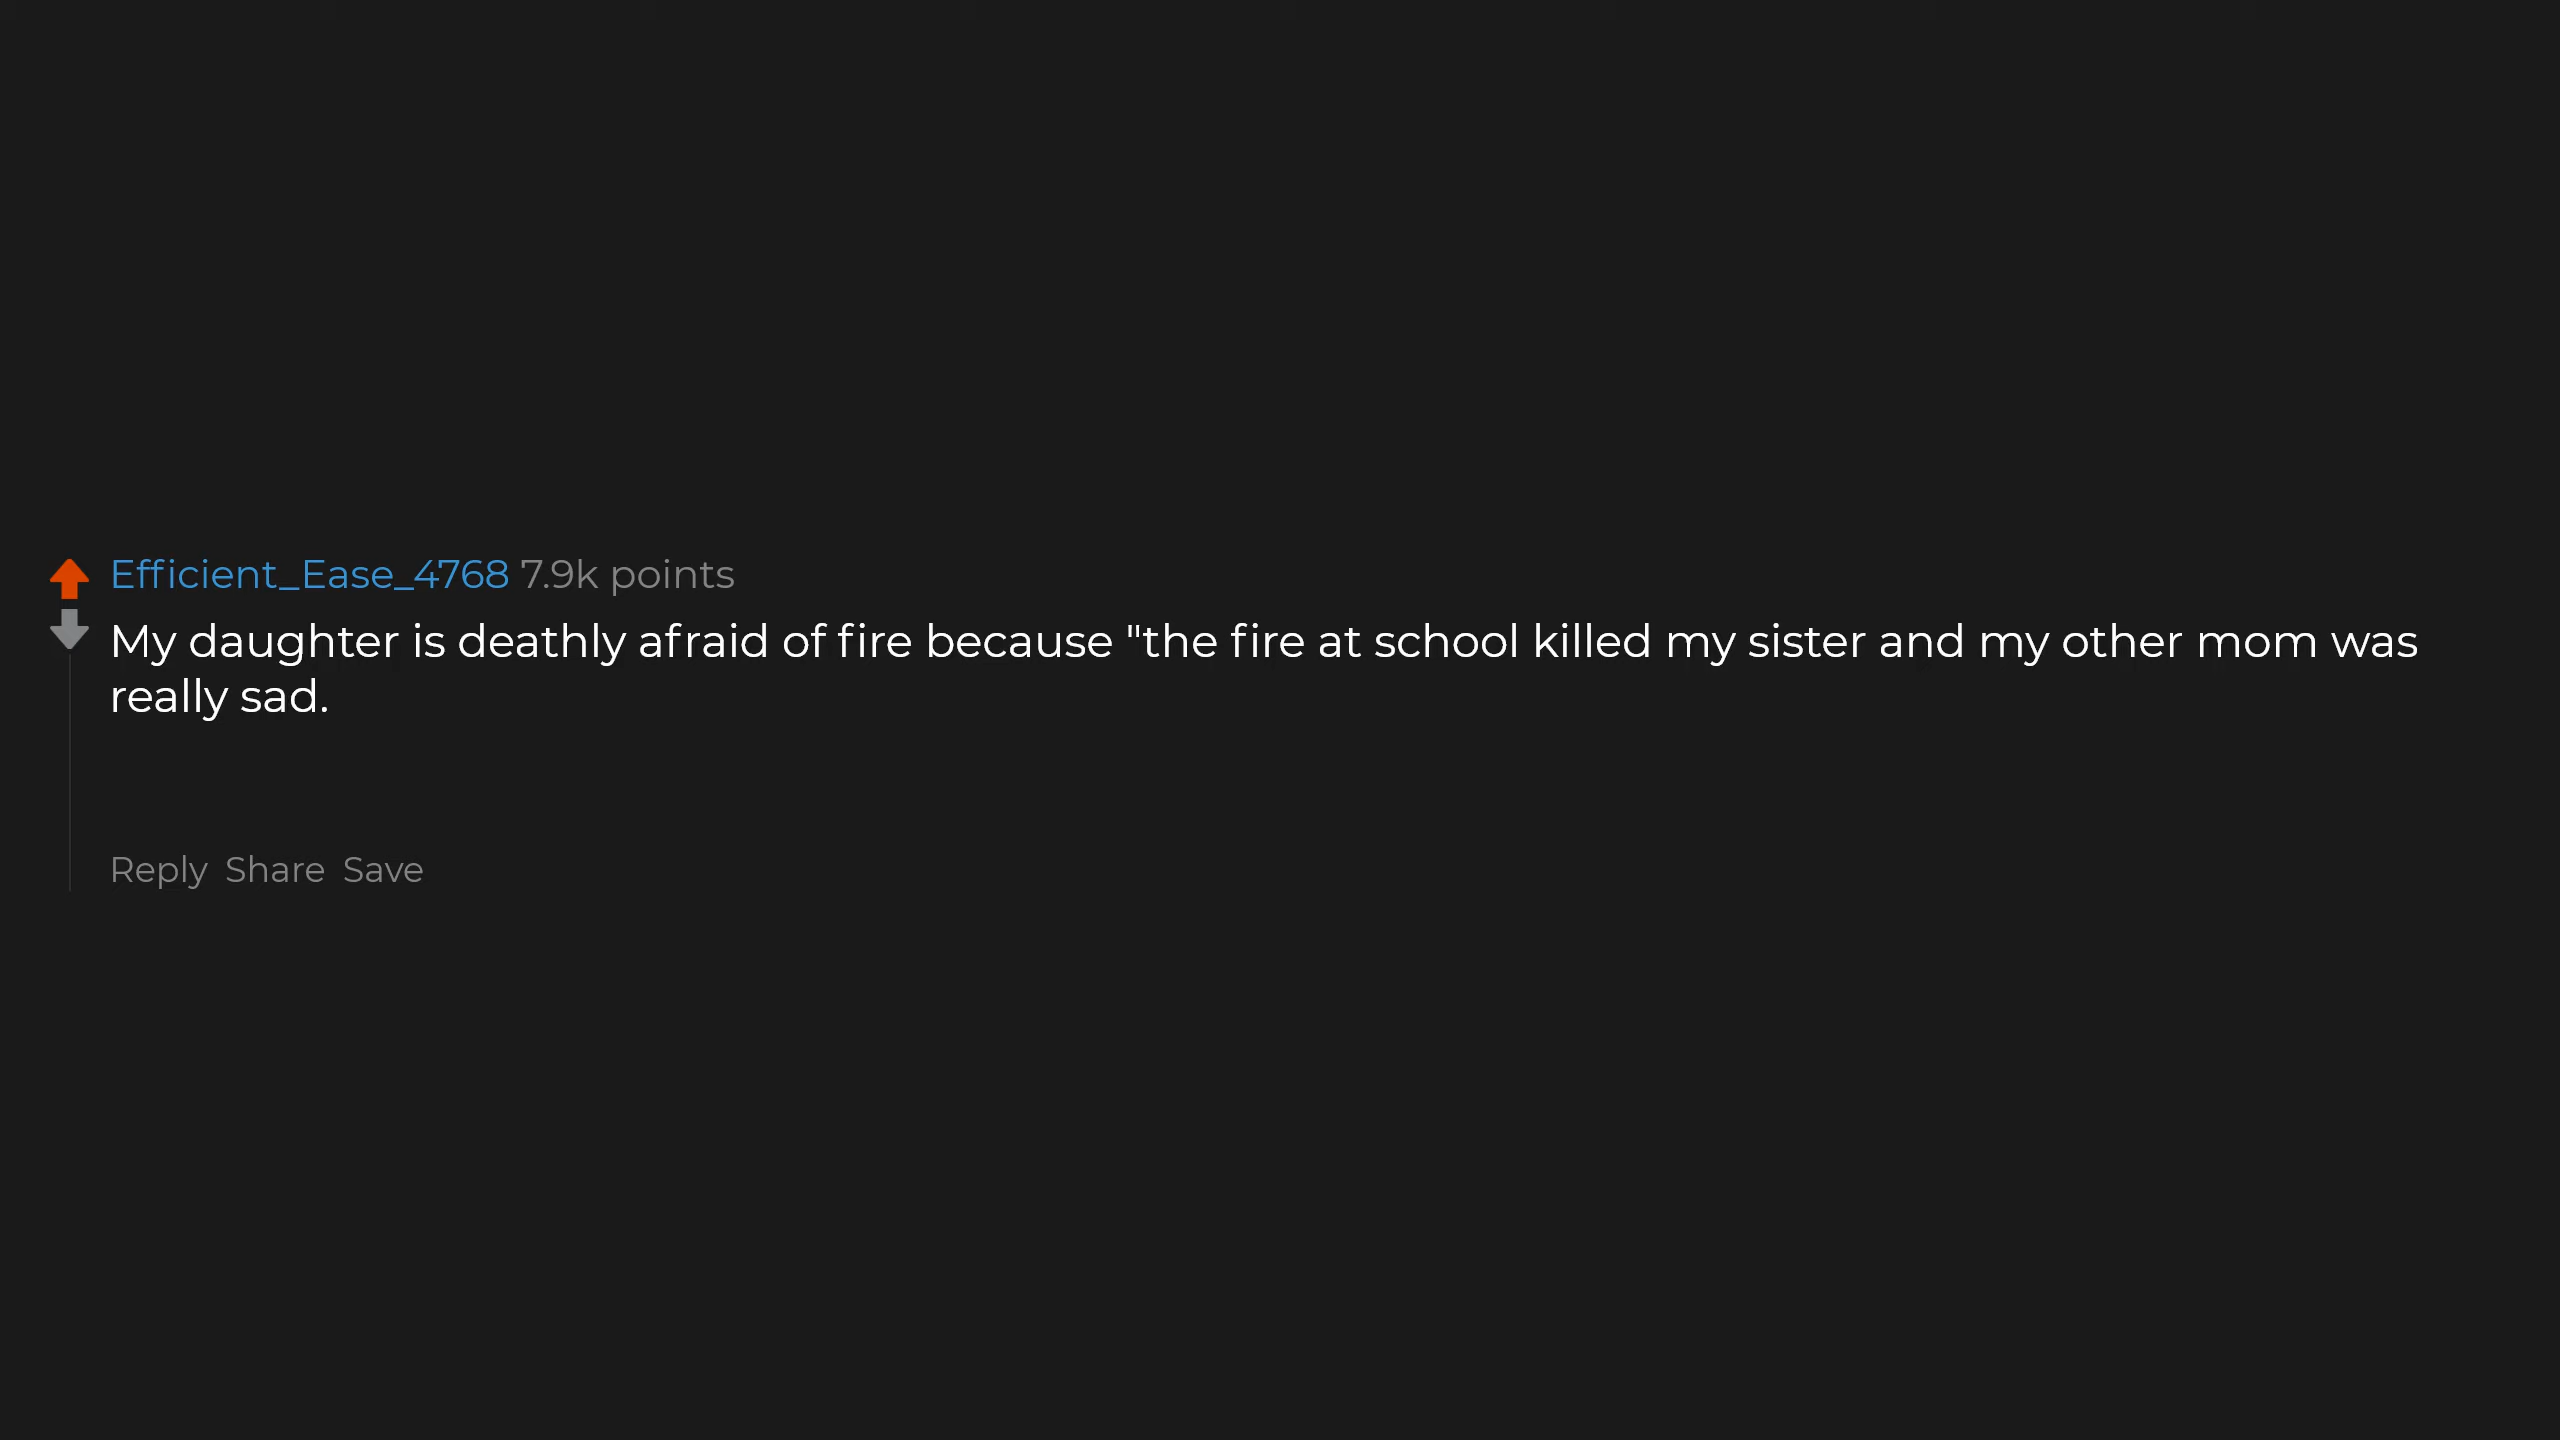 Efficient_Ease_4768 7.9k points
My daughter is deathly afraid of fire because "the fire at school killed my sister and my other mom was
really sad.
Reply Share Save